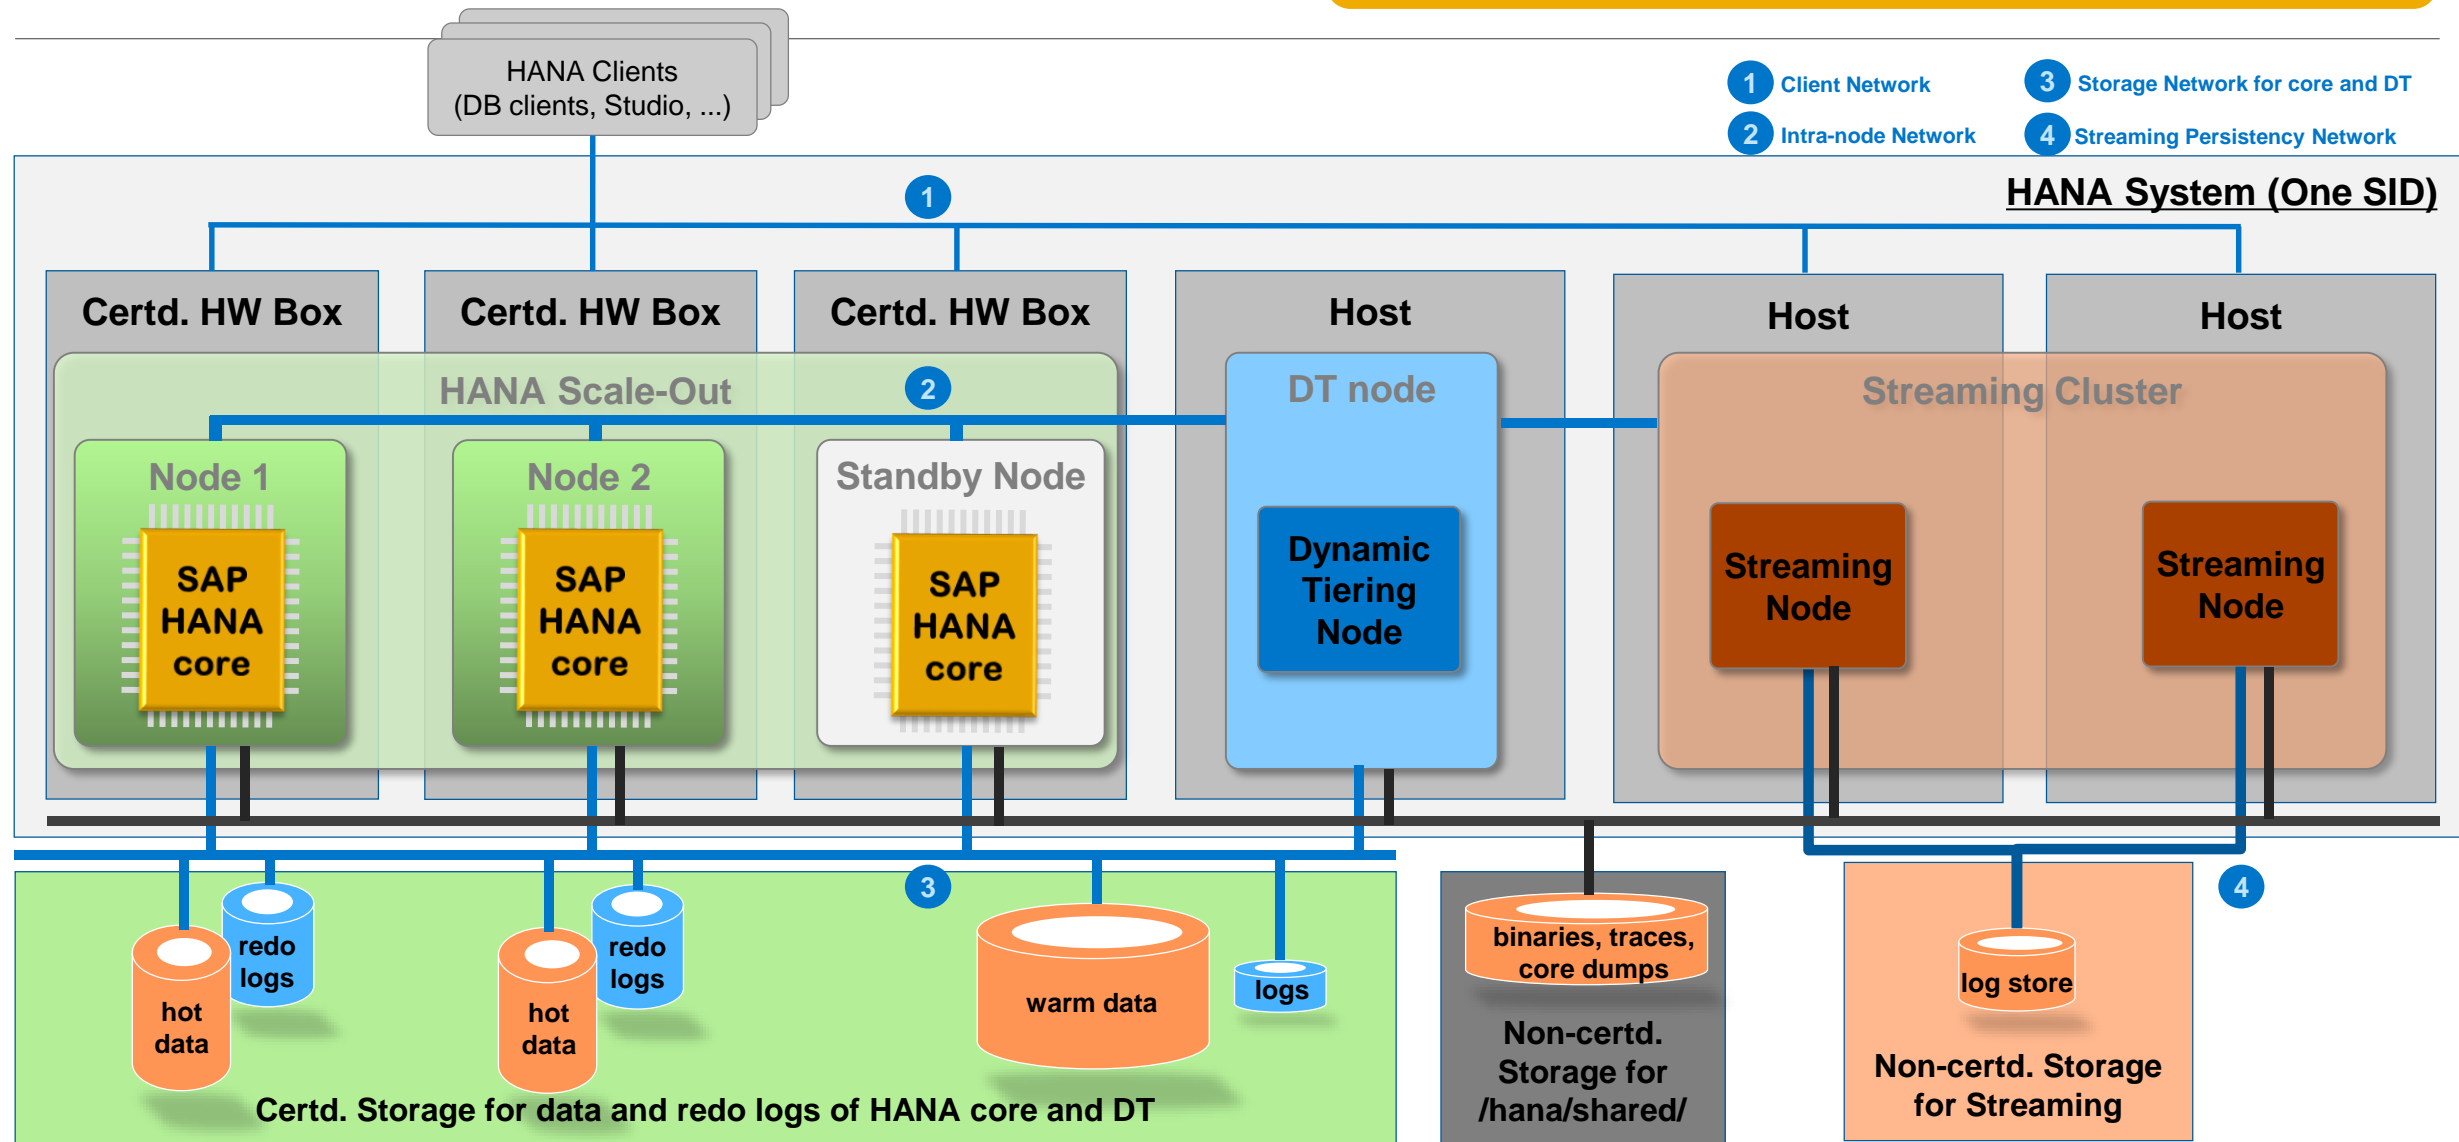 HANA Clients
(DB clients, Studio, ...)
1 Client Network
3 Storage Network for core and DT
2 Intra-node Network
4 Streaming Persistency Network
HANA System (One SID)
1
Certd. HW Box
Certd. HW Box
Certd. HW Box
Host
Host
Host
HANA Scale-Out
2
DT node
Streaming Cluster
Node 1
SAP
HANA
core
Node 2
SAP
HANA
core
Standby Node
SAP
HANA
core
Dynamic
Tiering
Node
Streaming
Node
Streaming
Node
3
4
hot
data
redo
logs
hot
data
redo
logs
warm data
logs
Certd. Storage for data and redo logs of HANA core and DT
binaries, traces,
core dumps
Non-certd.
Storage for
/hana/shared/
log store
Non-certd. Storage
for Streaming